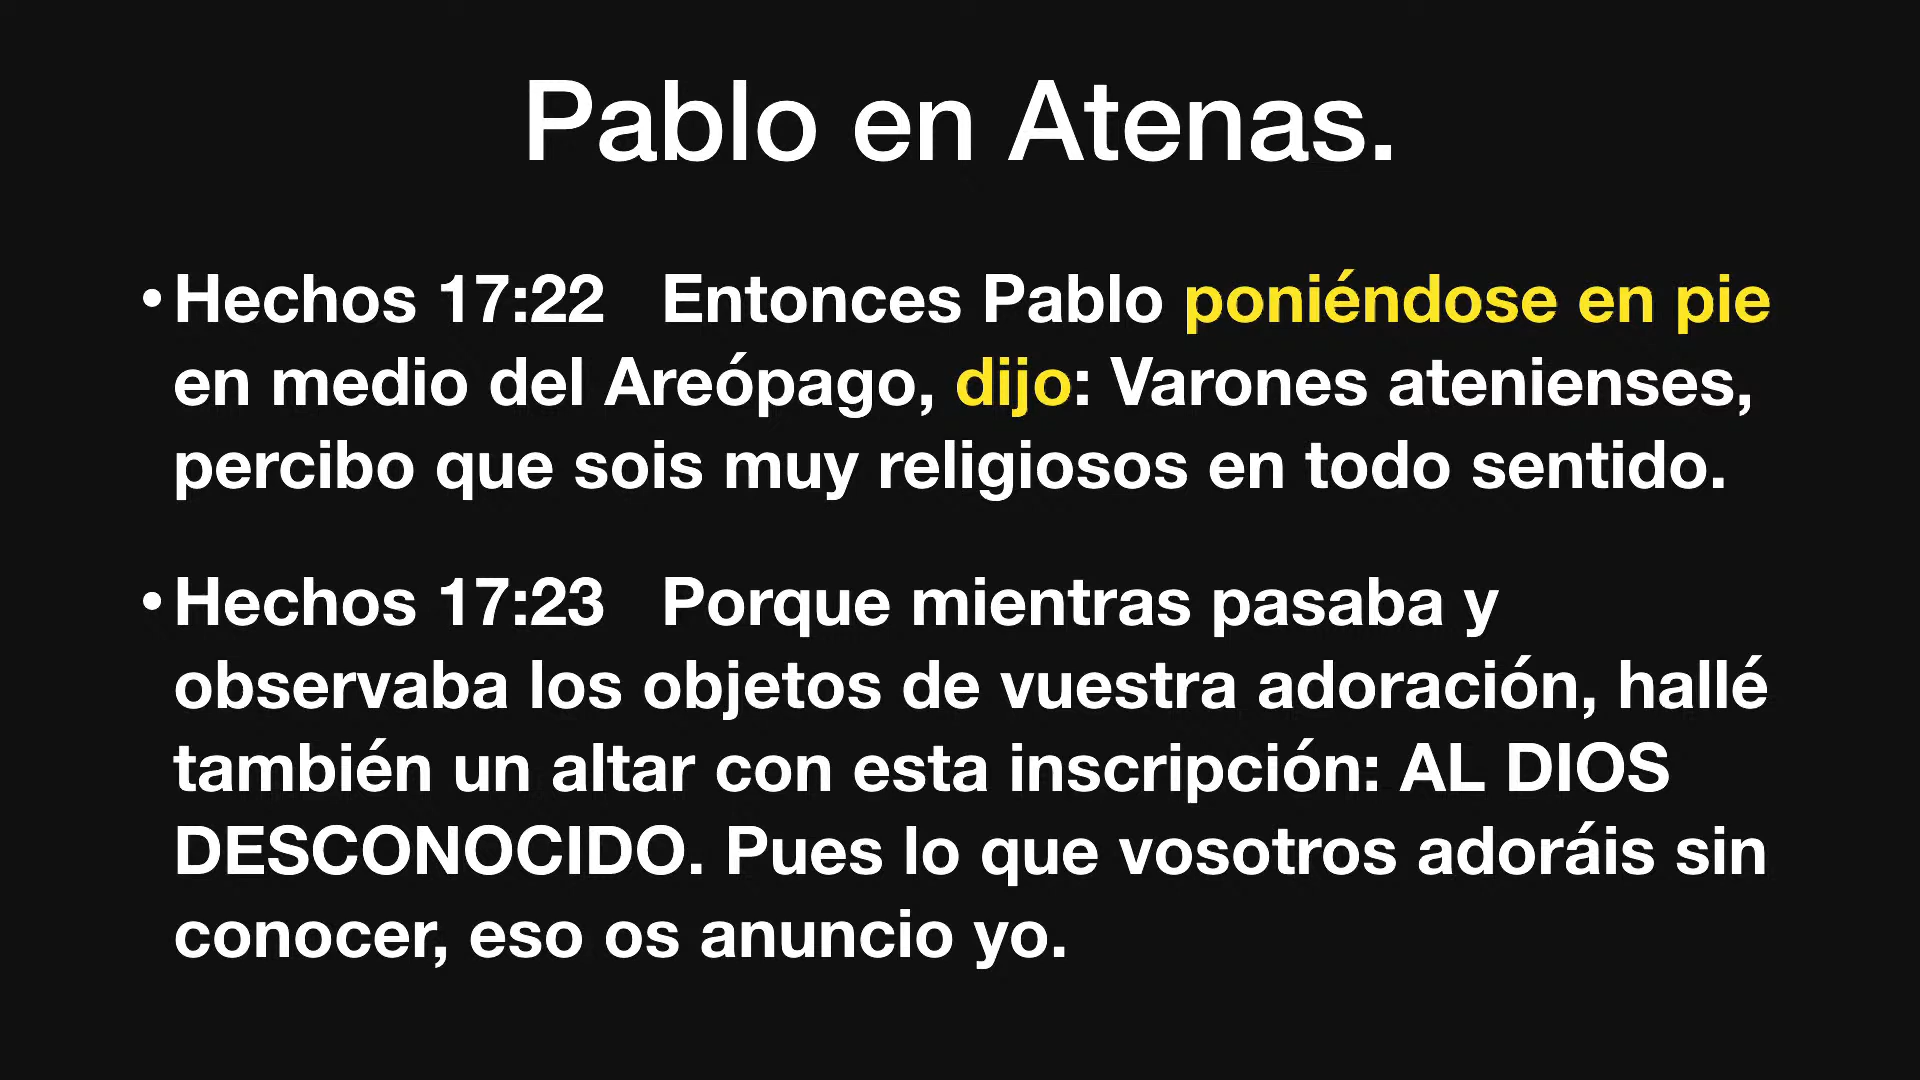 Pablo en Atenas.
• Hechos 17:22   Entonces Pablo poniéndose en pie
en medio del Areópago, dijo: Varones atenienses,
percibo que sois muy religiosos en todo sentido.
• Hechos 17:23   Porque mientras pasaba y
observaba los objetos de vuestra adoración, hallé
también un altar con esta inscripción: AL DIOS
DESCONOCIDO. Pues lo que vosotros adoráis sin
conocer, eso os anuncio yo.